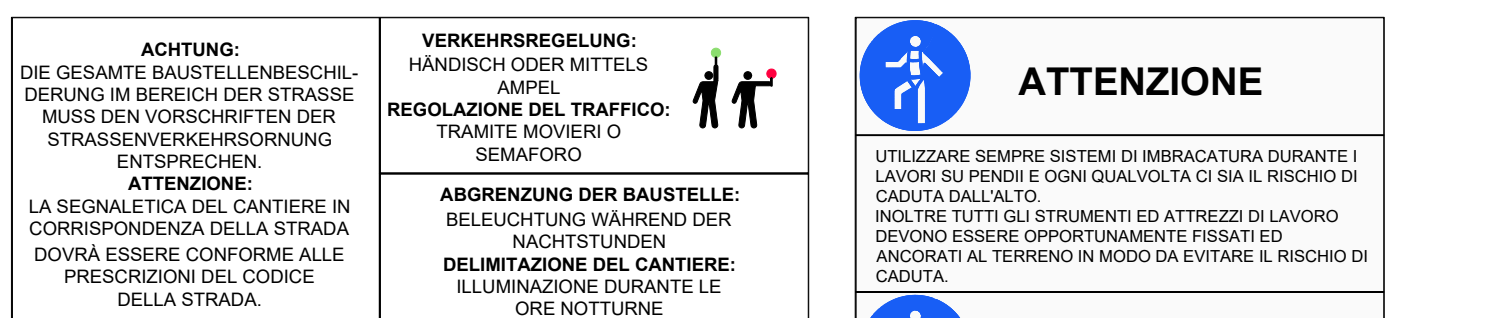 ACHTUNG:
DIE GESAMTE BAUSTELLENBESCHIL-
DERUNG IM BEREICH DER STRASSE
MUSS DEN VORSCHRIFTEN DER
STRASSENVERKEHRSORNUNG
ENTSPRECHEN.
ATTENZIONE:
LA SEGNALETICA DEL CANTIERE IN
CORRISPONDENZA DELLA STRADA
DOVRÀ ESSERE CONFORME ALLE
PRESCRIZIONI DEL CODICE
DELLA STRADA.
VERKEHRSREGELUNG:
HÄNDISCH ODER MITTELS
AMPEL
REGOLAZIONE DEL TRAFFICO:
TRAMITE MOVIERI O
SEMAFORO
ABGRENZUNG DER BAUSTELLE:
BELEUCHTUNG WÄHREND DER
NACHTSTUNDEN
DELIMITAZIONE DEL CANTIERE:
ILLUMINAZIONE DURANTE LE
ORE NOTTURNE
ATTENZIONE
UTILIZZARE SEMPRE SISTEMI DI IMBRACATURA DURANTE I
LAVORI SU PENDII E OGNI QUALVOLTA CI SIA IL RISCHIO DI
CADUTA DALL'ALTO.
INOLTRE TUTTI GLI STRUMENTI ED ATTREZZI DI LAVORO
DEVONO ESSERE OPPORTUNAMENTE FISSATI ED
ANCORATI AL TERRENO IN MODO DA EVITARE IL RISCHIO DI
CADUTA.